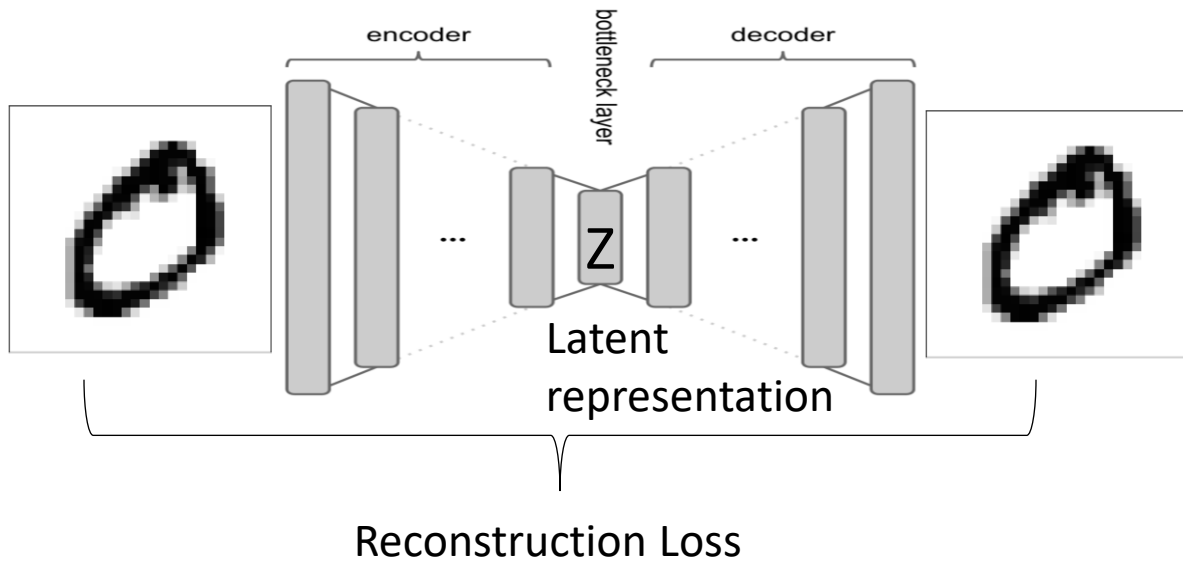 encoder
bottleneck layer
decoder
...
Z
...
Latent
representation
Reconstruction Loss